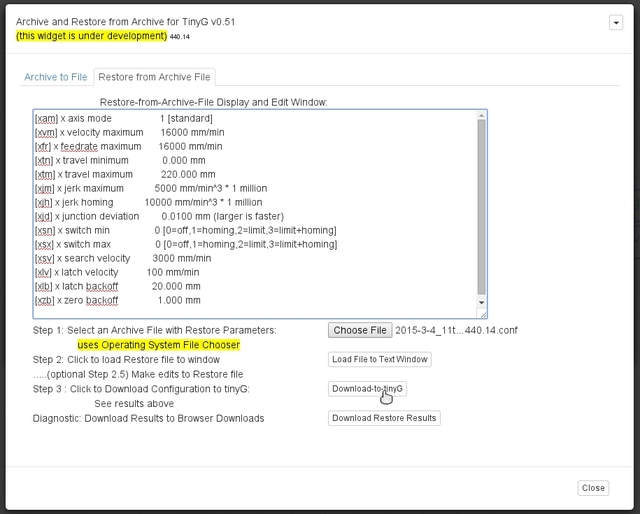 Archive and Restore from Archive for TinyG v0.51
(this widget is under development) 440.14
Archive to File Restore from Archive File
Restore-from-Archive-File Display and Edit Window:
[xam] x axis mode 1 [standard]
[xvm] x velocity maximum 16000 mm/min
[xfr] x feedrate maximum 16000 mm/min
[xtn] x travel minimum 0.000 mm
[xtm] x travel maximum 220.000 mm
[xjm] x jerk maximum 5000 mm/min^3 * 1 million
[xjh] x jerk homing 10000 mm/min^3 * 1 million
[xjd] x junction deviation 0.0100 mm (larger is faster)
[xsn] x switch min 0 [0=off,1=homing,2=limit,3=limit+homing]
[xsx] x switch max 0 [0=off,1=homing,2=limit,3=limit+homing]
[xsv] x search velocity 3000 mm/min
[xlv] x latch velocity 100 mm/min
[xlb] x latch backoff 20.000 mm
[xzb] x zero backoff 1.000 mm
Step 1: Select an Archive File with Restore Parameters: Choose File 2015-3-4_11t...440.14.conf
uses Operating System File Chooser
Step 2: Click to load Restore file to window Load File to Text Window
.....(optional Step 2.5) Make edits to Restore file
Step 3 : Click to Download Configuration to tinyG: Download-to-tinyG
See results above
Diagnostic: Download Results to Browser Downloads Download Restore Results
Close